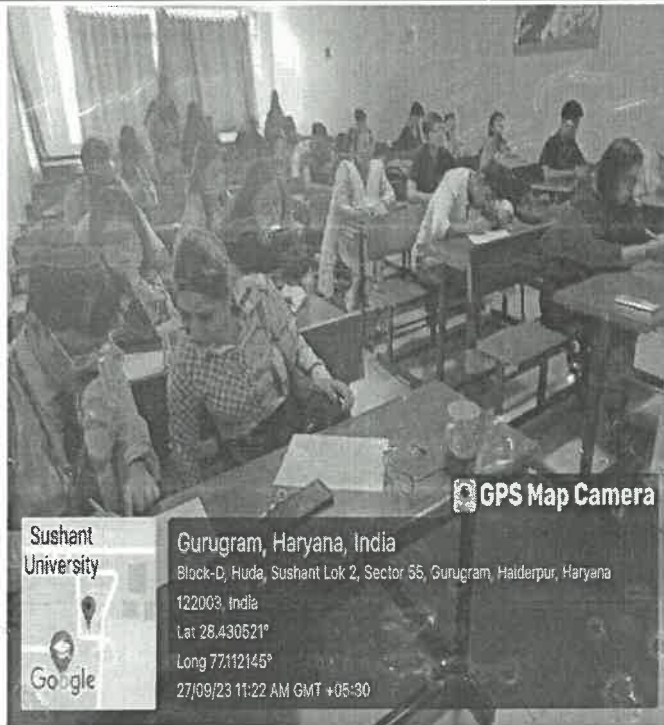 GPS Map Camera
Sushant
University
Google
Gurugram, Haryana, India
Block-D, Huda, Sushant Lok 2, Sector 55, Gurugram, Haiderpur, Haryana
122003, India
Lat 28.430521°
Long 77.112145°
27/09/23 11:22 AM GMT +05:30